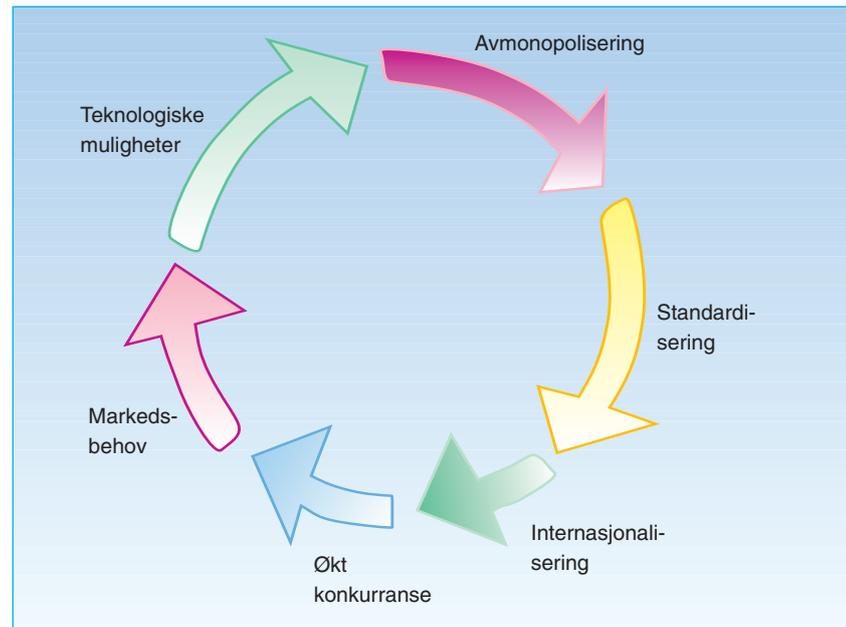 Avmonopolisering
Teknologiske
muligheter
Standardi-
sering
Markeds-
behov
Internasjonali-
sering
Økt
konkurranse